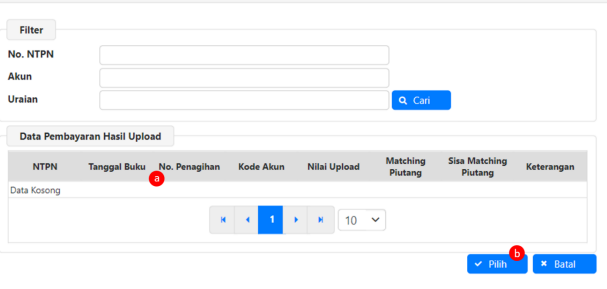 Filter
No. NTPN
Akun
Uraian
Cari
Data Pembayaran Hasil Upload
NTPN Tanggal Buku No. Penagihan Kode Akun Nilai Upload Matching Piutang Sisa Matching Piutang Keterangan
a
Data Kosong
1 10
b
Pilih Batal